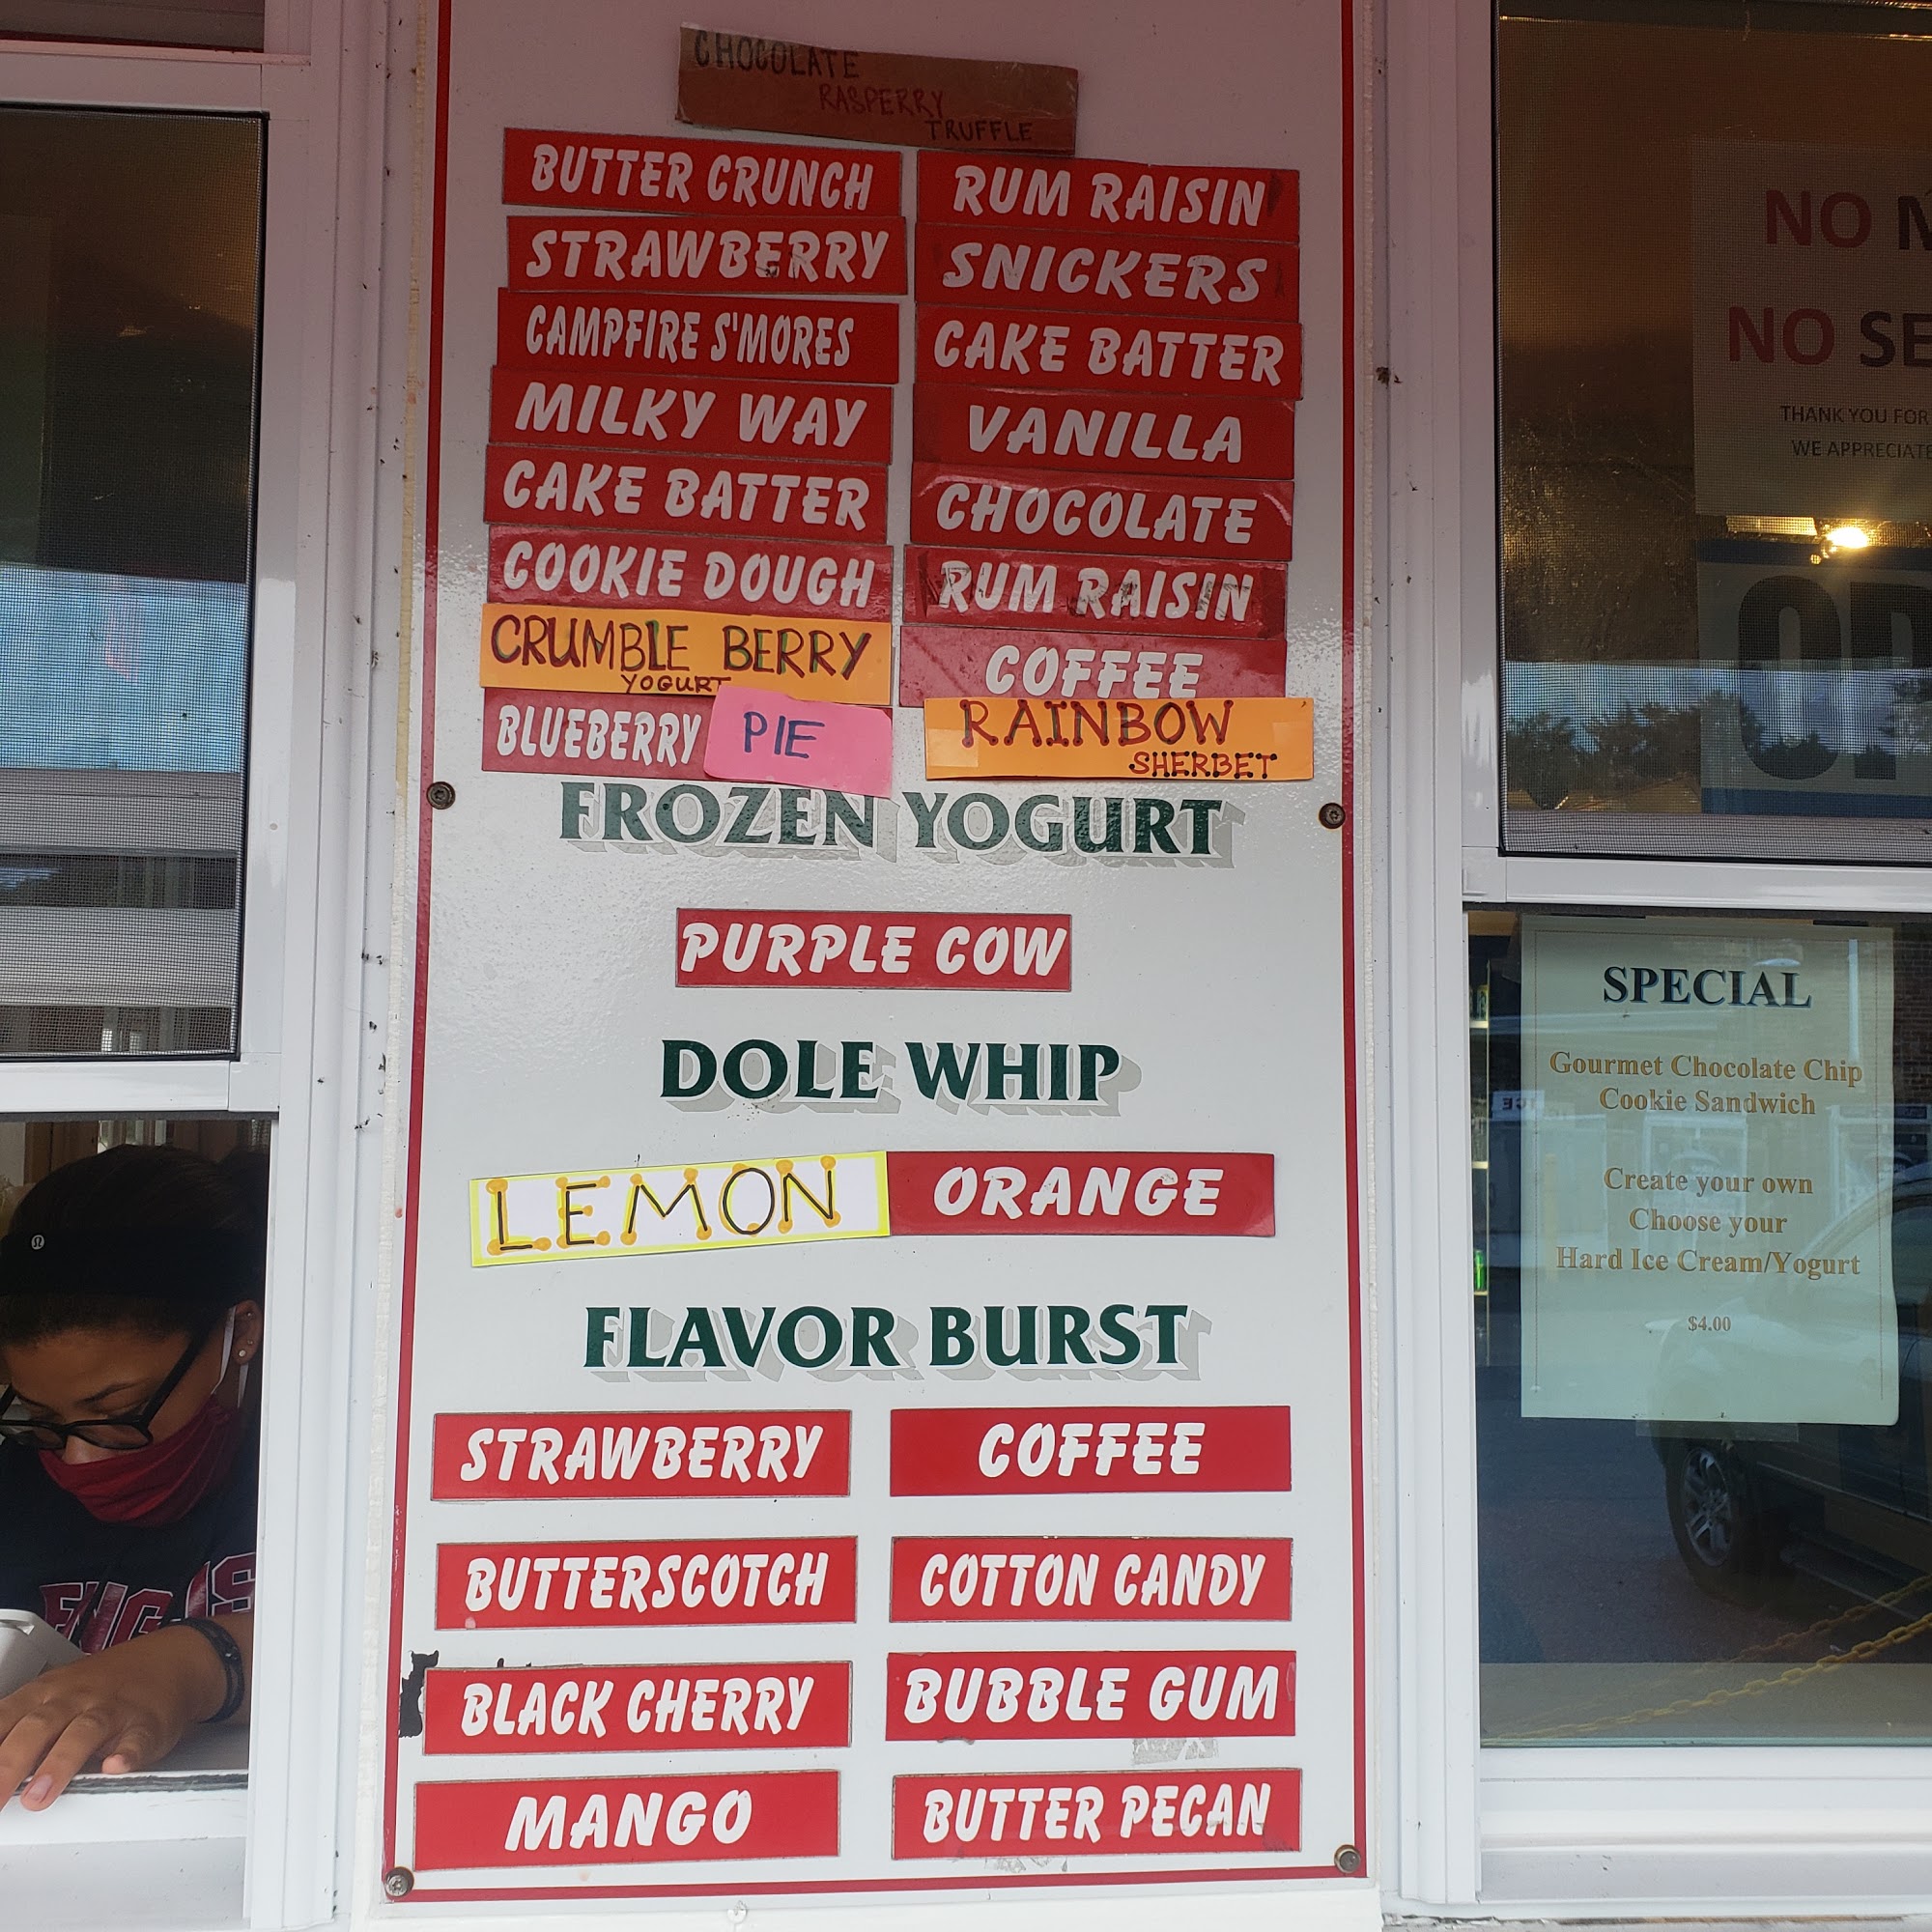 CHOCOLATE
RASPERRY
TRUFFLE
BUTTER CRUNCH
RUM RAISIN
STRAWBERRY
SNICKERS
CAMPFIRE S'MORES
CAKE BATTER
MILKY WAY
VANILLA
CAKE BATTER
CHOCOLATE
COOKIE DOUGH
RUM RAISIN
CRUMBLE BERRY
YOGURT
COFFEE
BLUEBERRY PIE
RAINBOW
SHERBET
FROZEN YOGURT
PURPLE COW
DOLE WHIP
LEMON
ORANGE
FLAVOR BURST
STRAWBERRY
COFFEE
BUTTERSCOTCH
COTTON CANDY
BLACK CHERRY
BUBBLE GUM
MANGO
BUTTER PECAN
NO
NO
THANK YOU FOR
WE APPRECIATE
SPECIAL
Gourmet Chocolate Chip
Cookie Sandwich
Create your own
Choose your
Hard Ice Cream/Yogurt
$4.00